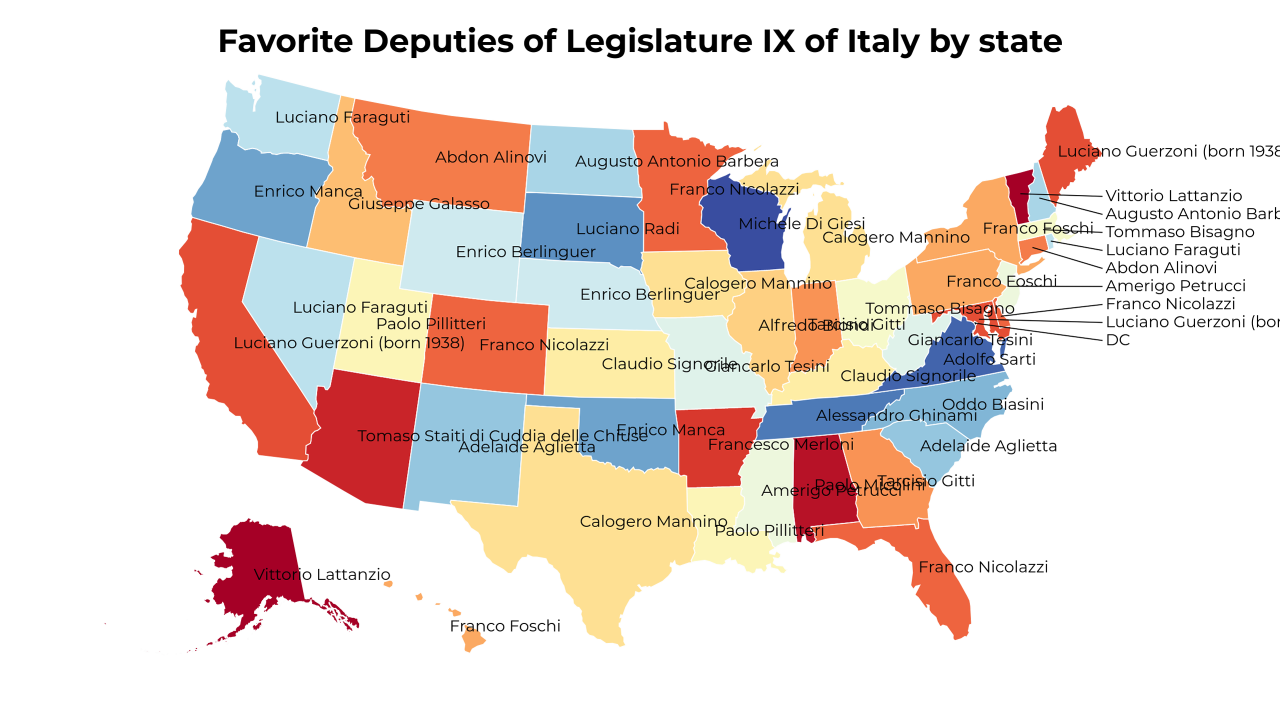 Favorite Deputies of Legislature IX of Italy by state
Luciano Faraguti
Abdon Alinovi
Augusto Antonio Barbera
Luciano Guerzoni (born 1938
Enrico Manca
Giuseppe Galasso
Franco Nicolazzi
Vittorio Lattanzio
Augusto Antonio Barb
Michele Di Giesi
Luciano Radi
Franco Foschi
Tommaso Bisagno
Calogero Mannino
Enrico Berlinguer
Luciano Faraguti
Abdon Alinovi
Franco Foschi
Calogero Mannino
Amerigo Petrucci
Enrico Berlinguer
Luciano Faraguti
Tommaso Bisagno
Franco Nicolazzi
Paolo Pillitteri
Alfredo Biondi
Tarcisio Gitti
Luciano Guerzoni (bor
Luciano Guerzoni (born 1938)
Franco Nicolazzi
Giancarlo Tesini
DC
Claudio Signorile
Giancarlo Tesini
Adolfo Sarti
Claudio Signorile
Oddo Biasini
Alessandro Ghinami
Tomaso Staiti di Cuddia delle Chiuse
Enrico Manca
Adelaide Aglietta
Francesco Merloni
Adelaide Aglietta
Amerigo Petrucci
Paolo Micolini
Tarcisio Gitti
Calogero Mannino
Paolo Pillitteri
Franco Nicolazzi
Vittorio Lattanzio
Franco Foschi